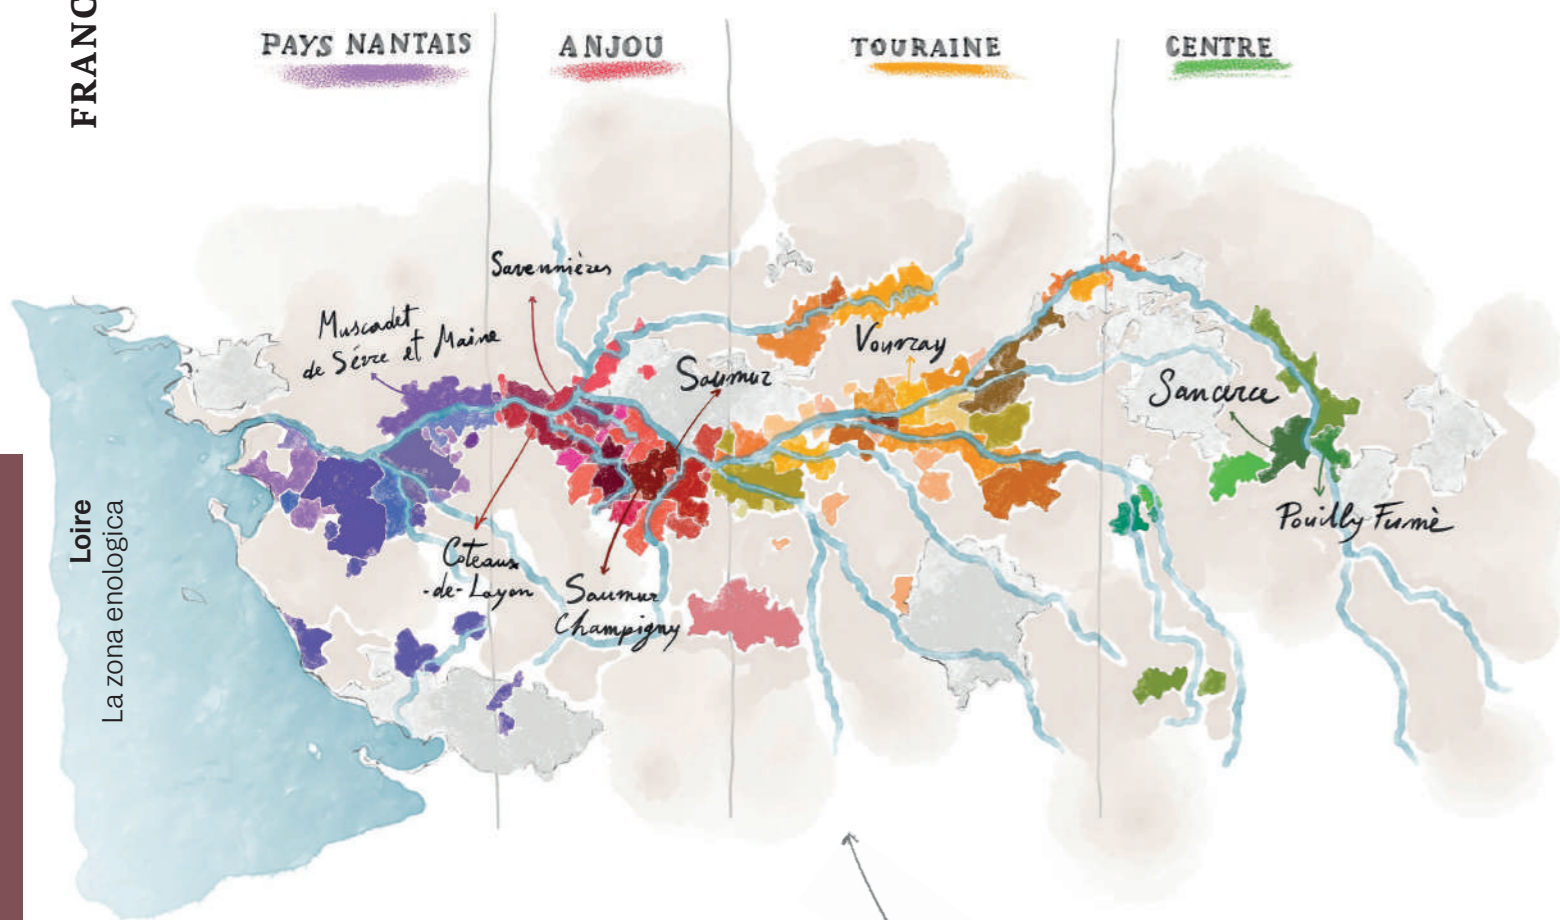 FRANC
PAYS NANTAIS
ANJOU
TOURAINE
CENTRE
Savennières
Muscadet
de Sévre et Maine
Saumur
Vouvray
Sancerre
Pouilly Fumè
Coteaux
-de-Layon
Saumur
Champigny
Loire
La zona enologica